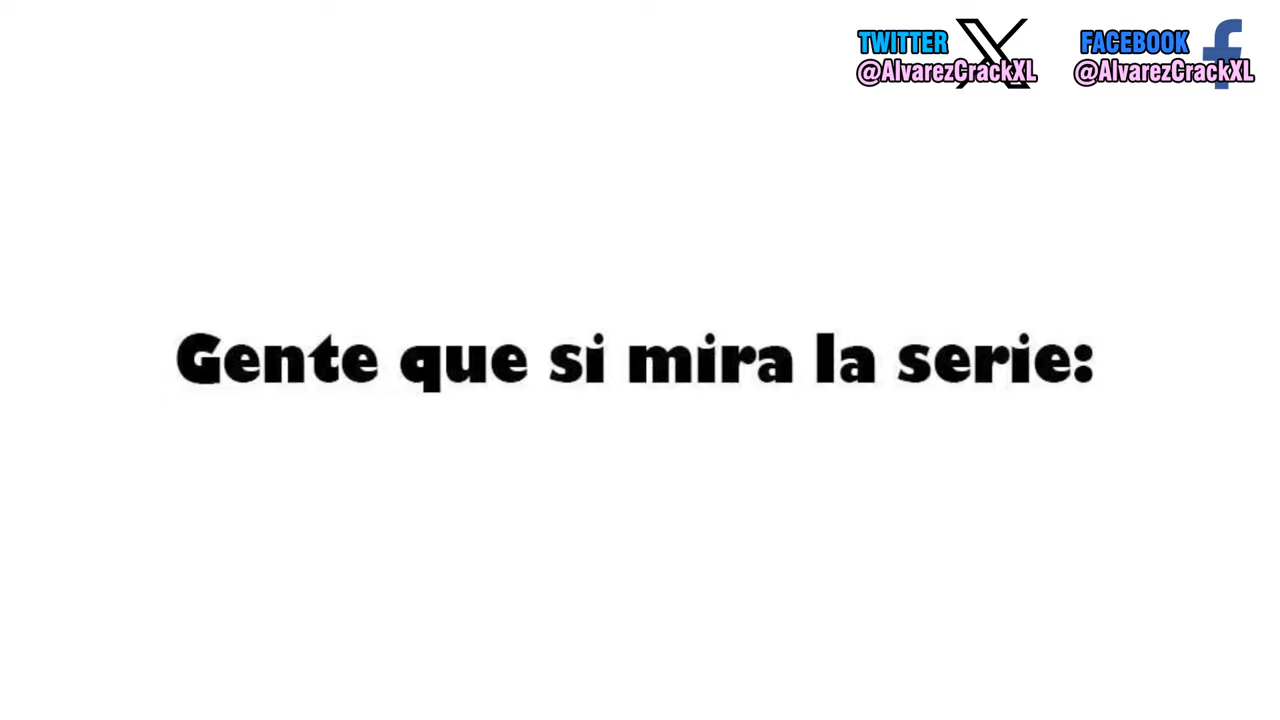 TWITTER
@AlvarezCrackXL
FACEBOOK
@AlvarezCrackXL
Gente que si mira la serie: